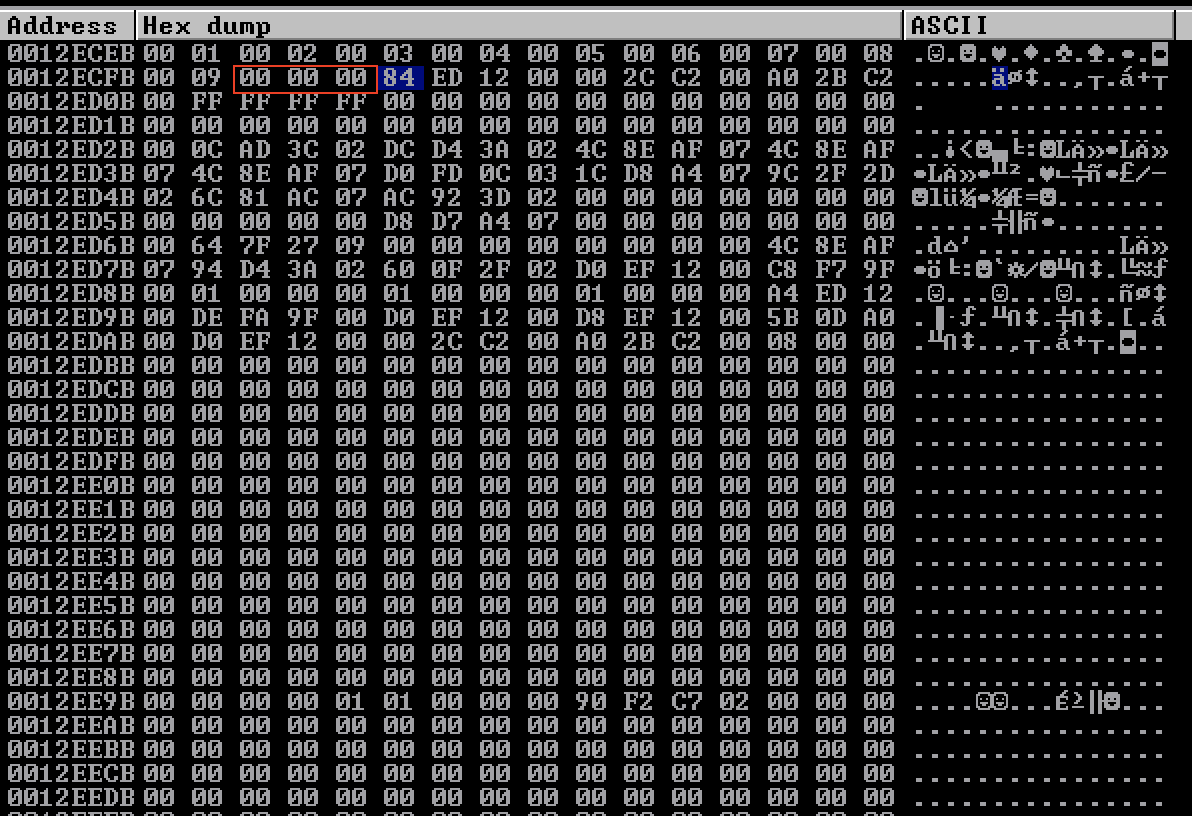 Address Hex dump ASCII
0012ECEB 00 01 00 02 00 03 00 04 00 05 00 06 00 07 00 08 .☺.☻.♥.♦.♣.♠.•.◘
0012ECFB 00 09 00 00 00 84 ED 12 00 00 2C C2 00 A0 2B C2 .....äø↕..,┬.á+┬
0012ED0B 00 FF FF FF FF 00 00 00 00 00 00 00 00 00 00 00 . ...........
0012ED1B 00 00 00 00 00 00 00 00 00 00 00 00 00 00 00 00 ................
0012ED2B 00 0C AD 3C 02 DC D4 3A 02 4C 8E AF 07 4C 8E AF ..¡<☻▄╘:☻LÄ»•LÄ»
0012ED3B 07 4C 8E AF 07 D0 FD 0C 03 1C D8 A4 07 9C 2F 2D •LÄ»•╨².♥∟╪ñ•£/-
0012ED4B 02 6C 81 AC 07 AC 92 3D 02 00 00 00 00 00 00 00 ☻lü¼•¼Æ=☻.......
0012ED5B 00 00 00 00 00 D8 D7 A4 07 00 00 00 00 00 00 00 .....╪╫ñ•.......
0012ED6B 00 64 7F 27 09 00 00 00 00 00 00 00 00 4C 8E AF .d⌂'.........LÄ»
0012ED7B 07 94 D4 3A 02 60 0F 2F 02 D0 EF 12 00 C8 F7 9F •ö╘:☻`☼/☻╨∩↕.╚≈ƒ
0012ED8B 00 01 00 00 00 01 00 00 00 01 00 00 00 A4 ED 12 .☺...☺...☺...ñø↕
0012ED9B 00 DE FA 9F 00 D0 EF 12 00 D8 EF 12 00 5B 0D A0 .▐·ƒ.╨∩↕.╪∩↕.[.á
0012EDAB 00 D0 EF 12 00 00 2C C2 00 A0 2B C2 00 08 00 00 .╨∩↕..,┬.á+┬.◘..
0012EDBB 00 00 00 00 00 00 00 00 00 00 00 00 00 00 00 00 ................
0012EDCB 00 00 00 00 00 00 00 00 00 00 00 00 00 00 00 00 ................
0012EDDB 00 00 00 00 00 00 00 00 00 00 00 00 00 00 00 00 ................
0012EDEB 00 00 00 00 00 00 00 00 00 00 00 00 00 00 00 00 ................
0012EDFB 00 00 00 00 00 00 00 00 00 00 00 00 00 00 00 00 ................
0012EE0B 00 00 00 00 00 00 00 00 00 00 00 00 00 00 00 00 ................
0012EE1B 00 00 00 00 00 00 00 00 00 00 00 00 00 00 00 00 ................
0012EE2B 00 00 00 00 00 00 00 00 00 00 00 00 00 00 00 00 ................
0012EE3B 00 00 00 00 00 00 00 00 00 00 00 00 00 00 00 00 ................
0012EE4B 00 00 00 00 00 00 00 00 00 00 00 00 00 00 00 00 ................
0012EE5B 00 00 00 00 00 00 00 00 00 00 00 00 00 00 00 00 ................
0012EE6B 00 00 00 00 00 00 00 00 00 00 00 00 00 00 00 00 ................
0012EE7B 00 00 00 00 00 00 00 00 00 00 00 00 00 00 00 00 ................
0012EE8B 00 00 00 00 00 00 00 00 00 00 00 00 00 00 00 00 ................
0012EE9B 00 00 00 00 01 01 00 00 00 90 F2 C7 02 00 00 00 ....☺☺...É≥╟☻...
0012EEAB 00 00 00 00 00 00 00 00 00 00 00 00 00 00 00 00 ................
0012EEBB 00 00 00 00 00 00 00 00 00 00 00 00 00 00 00 00 ................
0012EECB 00 00 00 00 00 00 00 00 00 00 00 00 00 00 00 00 ................
0012EEDB 00 00 00 00 00 00 00 00 00 00 00 00 00 00 00 00 ................